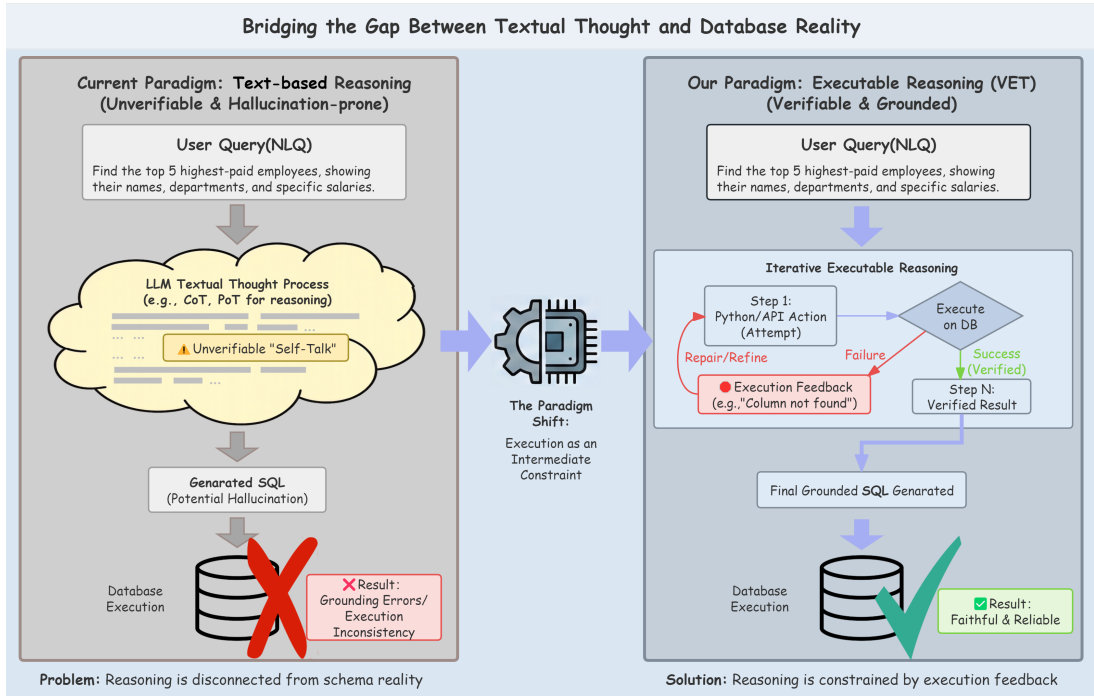 Bridging the Gap Between Textual Thought and Database Reality
Current Paradigm: Text-based Reasoning
(Unverifiable & Hallucination-prone)
User Query(NLQ)
Find the top 5 highest-paid employees, showing
their names, departments, and specific salaries.
LLM Textual Thought Process
(e.g., CoT, PoT for reasoning)
...
... ...
... ...
⚠️ Unverifiable "Self-Talk"
...
Genarated SQL
(Potential Hallucination)
Database
Execution
❌ Result:
Grounding Errors/
Execution
Inconsistency
Problem: Reasoning is disconnected from schema reality
The Paradigm
Shift:
Execution as an
Intermediate
Constraint
Our Paradigm: Executable Reasoning (VET)
(Verifiable & Grounded)
User Query(NLQ)
Find the top 5 highest-paid employees, showing
their names, departments, and specific salaries.
Iterative Executable Reasoning
Step 1:
Python/API Action
(Attempt)
Execute
on DB
Repair/Refine
Failure
Success
(Verified)
🛑 Execution Feedback
(e.g.,"Column not found")
Step N:
Verified Result
Final Grounded SQL Genarated
Database
Execution
✅ Result:
Faithful & Reliable
Solution: Reasoning is constrained by execution feedback